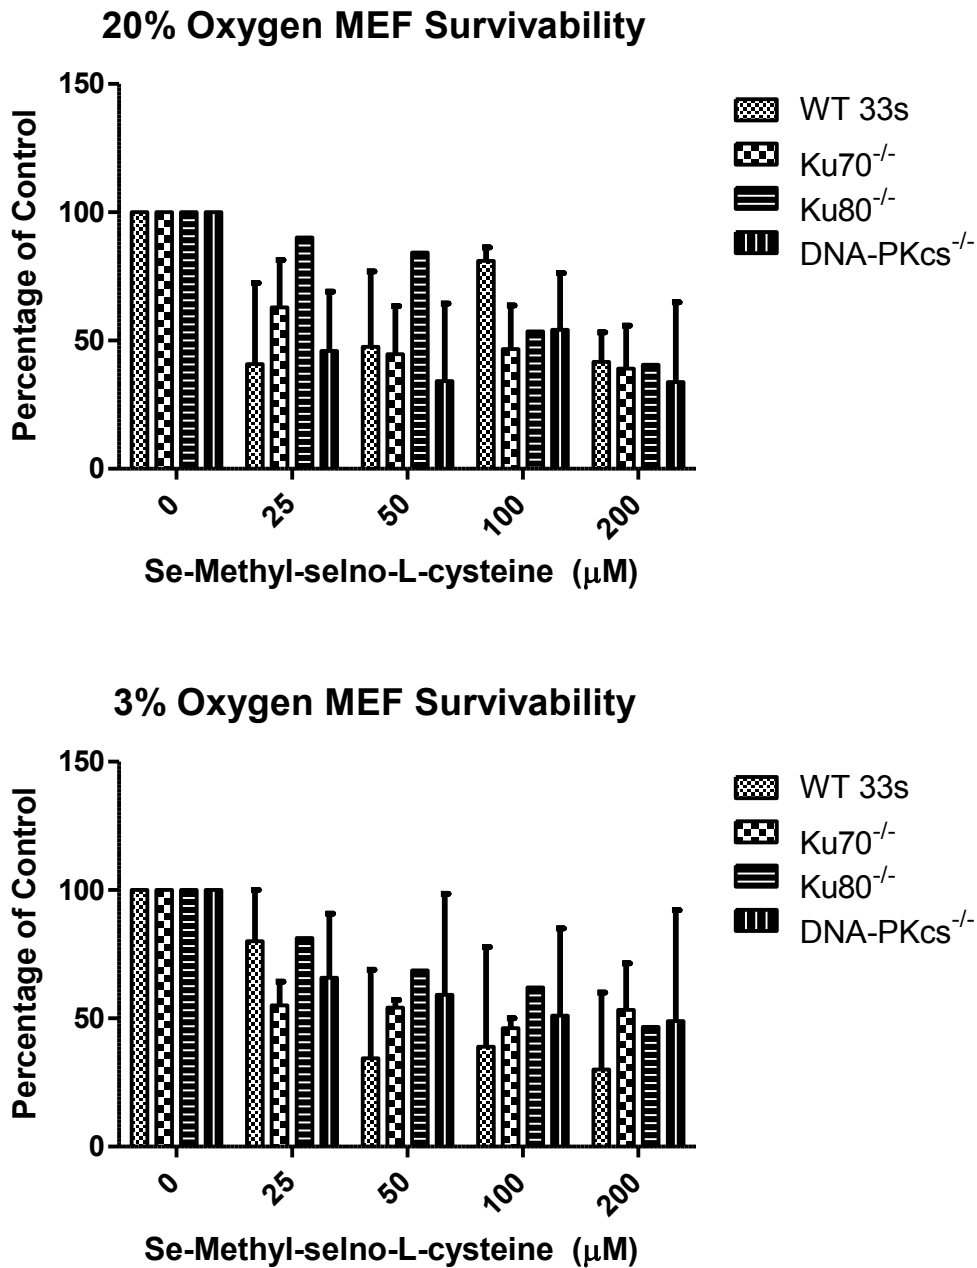 20% Oxygen MEF Survivability
150
100
50
0
Percentage of Control
0
25
50
100
200
Se-Methyl-selno-L-cysteine (μM)
WT 33s
Ku70-/-
Ku80-/-
DNA-PKcs-/-
3% Oxygen MEF Survivability
150
100
50
0
Percentage of Control
0
25
50
100
200
Se-Methyl-selno-L-cysteine (μM)
WT 33s
Ku70-/-
Ku80-/-
DNA-PKcs-/-